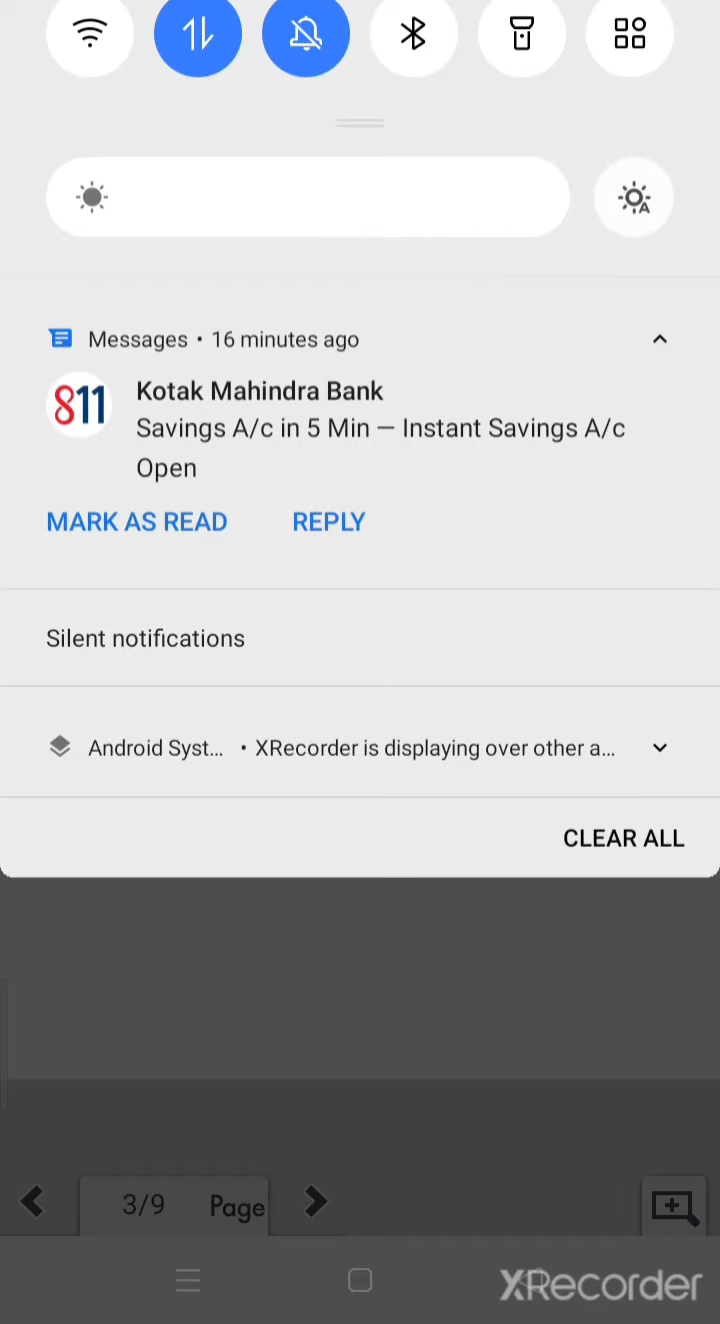 Messages • 16 minutes ago
811
Kotak Mahindra Bank
Savings A/c in 5 Min — Instant Savings A/c
Open
MARK AS READ REPLY
Silent notifications
Android Syst... • XRecorder is displaying over other a...
CLEAR ALL
3/9 Page
XRecorder